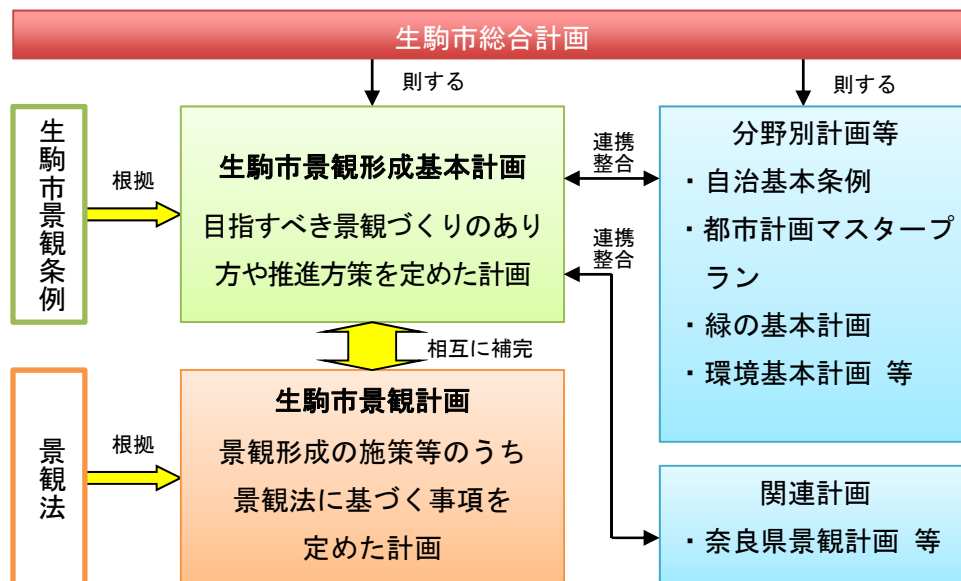 生駒市総合計画
則する
則する
生駒市景観条例
根拠
生駒市景観形成基本計画
目指すべき景観づくりのあり
方や推進方策を定めた計画
連携
整合
連携
整合
分野別計画等
・自治基本条例
・都市計画マスタープ
ラン
・緑の基本計画
・環境基本計画 等
相互に補完
景観法
根拠
生駒市景観計画
景観形成の施策等のうち
景観法に基づく事項を
定めた計画
関連計画
・奈良県景観計画 等